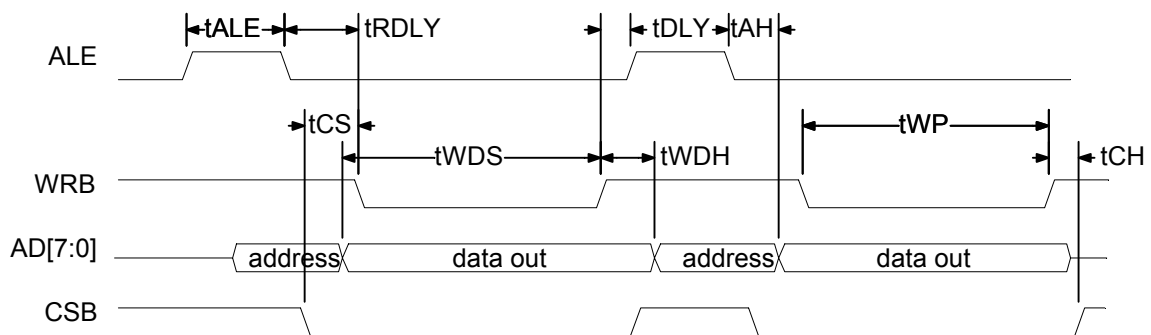 tALE tRDLY tDLY tAH
ALE
tCS tWP
tWDS tWDH tCH
WRB
AD[7:0] address data out address data out
CSB